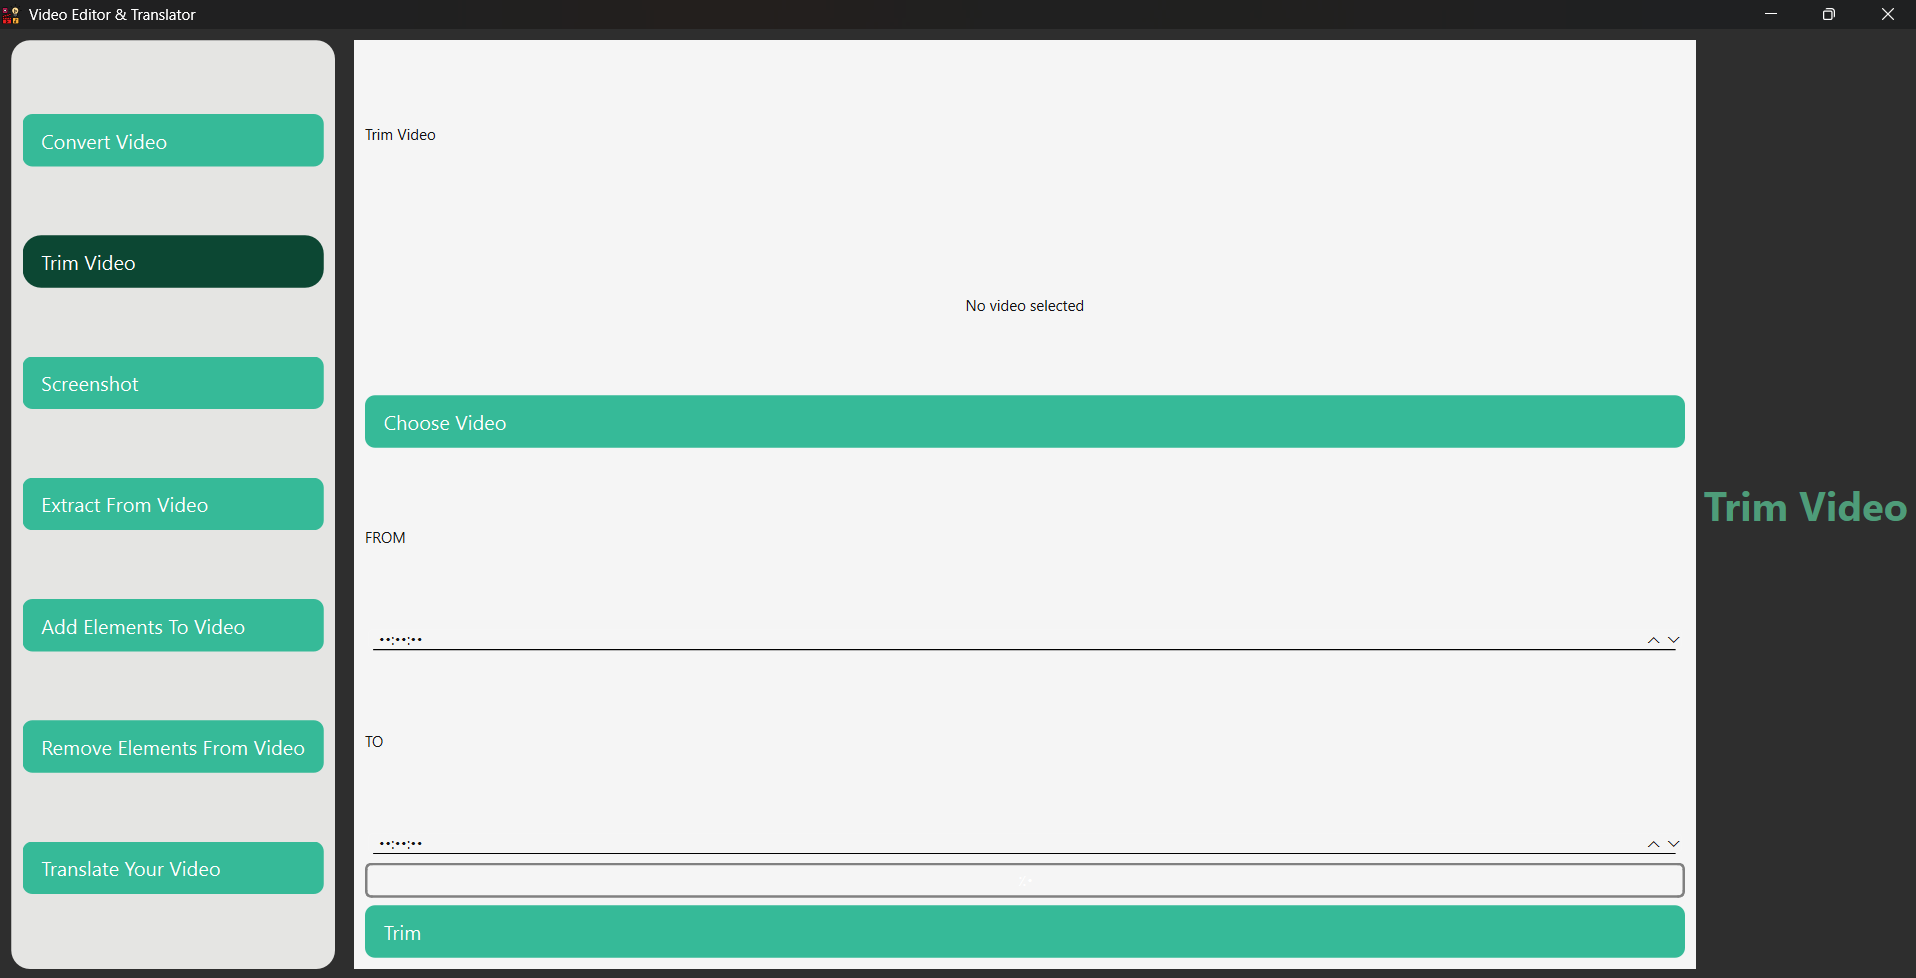 Video Editor & Translator
Convert Video
Trim Video
Screenshot
Extract From Video
Add Elements To Video
Remove Elements From Video
Translate Your Video
Trim Video
No video selected
Choose Video
FROM
••:••:••
TO
••:••:••
Trim
Trim Video